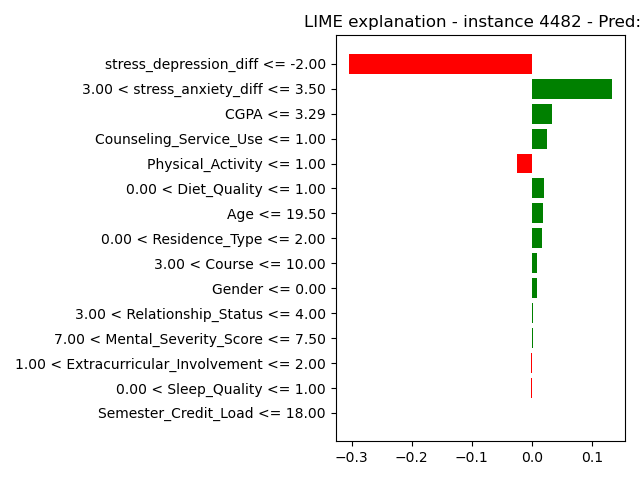 LIME explanation - instance 4482 - Pred:
stress_depression_diff <= -2.00
3.00 < stress_anxiety_diff <= 3.50
CGPA <= 3.29
Counseling_Service_Use <= 1.00
Physical_Activity <= 1.00
0.00 < Diet_Quality <= 1.00
Age <= 19.50
0.00 < Residence_Type <= 2.00
3.00 < Course <= 10.00
Gender <= 0.00
3.00 < Relationship_Status <= 4.00
7.00 < Mental_Severity_Score <= 7.50
1.00 < Extracurricular_Involvement <= 2.00
0.00 < Sleep_Quality <= 1.00
Semester_Credit_Load <= 18.00
−0.3 −0.2 −0.1 0.0 0.1